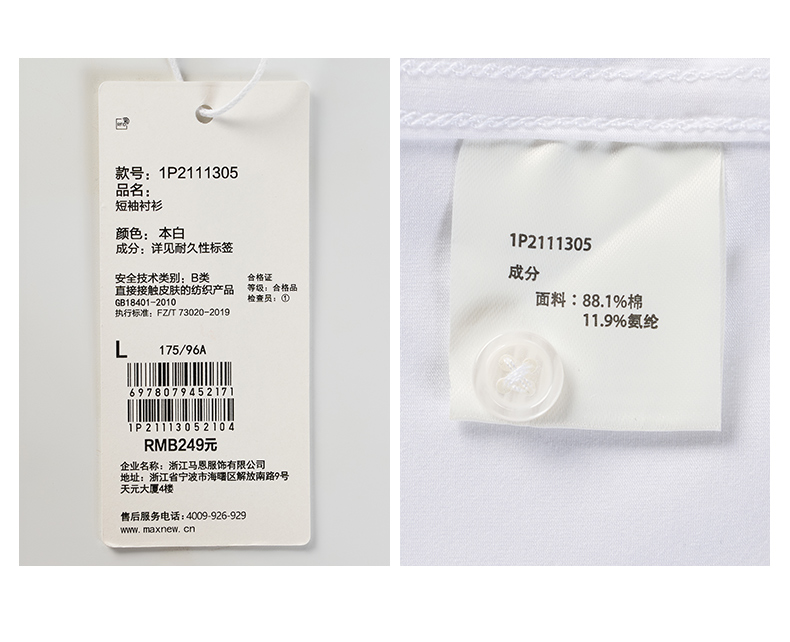 款号: 1P2111305
品名:
短袖衬衫
颜色: 本白
成分: 详见耐久性标签
安全技术类别: B类
直接接触皮肤的纺织产品
GB18401-2010
执行标准: FZ/T 73020-2019
合格证
等级: 合格品
检查员: ①
L 175/96A
6978079452171
1P21113052104
RMB249元
企业名称: 浙江马恩服饰有限公司
地址: 浙江省宁波市海曙区解放南路9号
天元大厦4楼
售后服务电话: 4009-926-929
www.maxnew.cn
1P2111305
成分
面料: 88.1%棉
11.9%氨纶